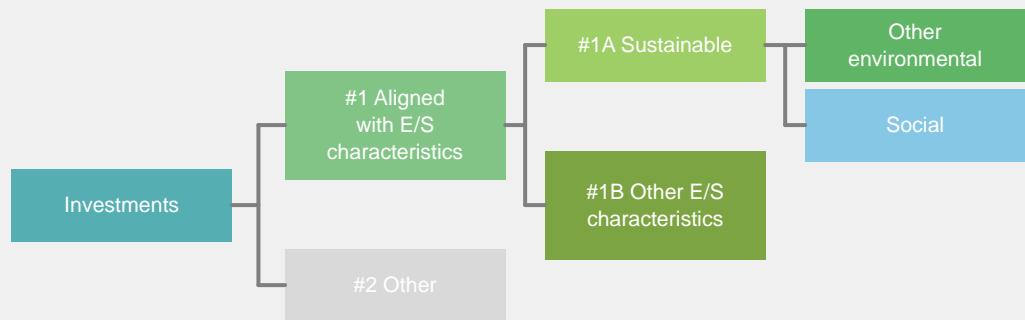 Investments
#1 Aligned
with E/S
characteristics
#2 Other
#1A Sustainable
#1B Other E/S
characteristics
Other
environmental
Social